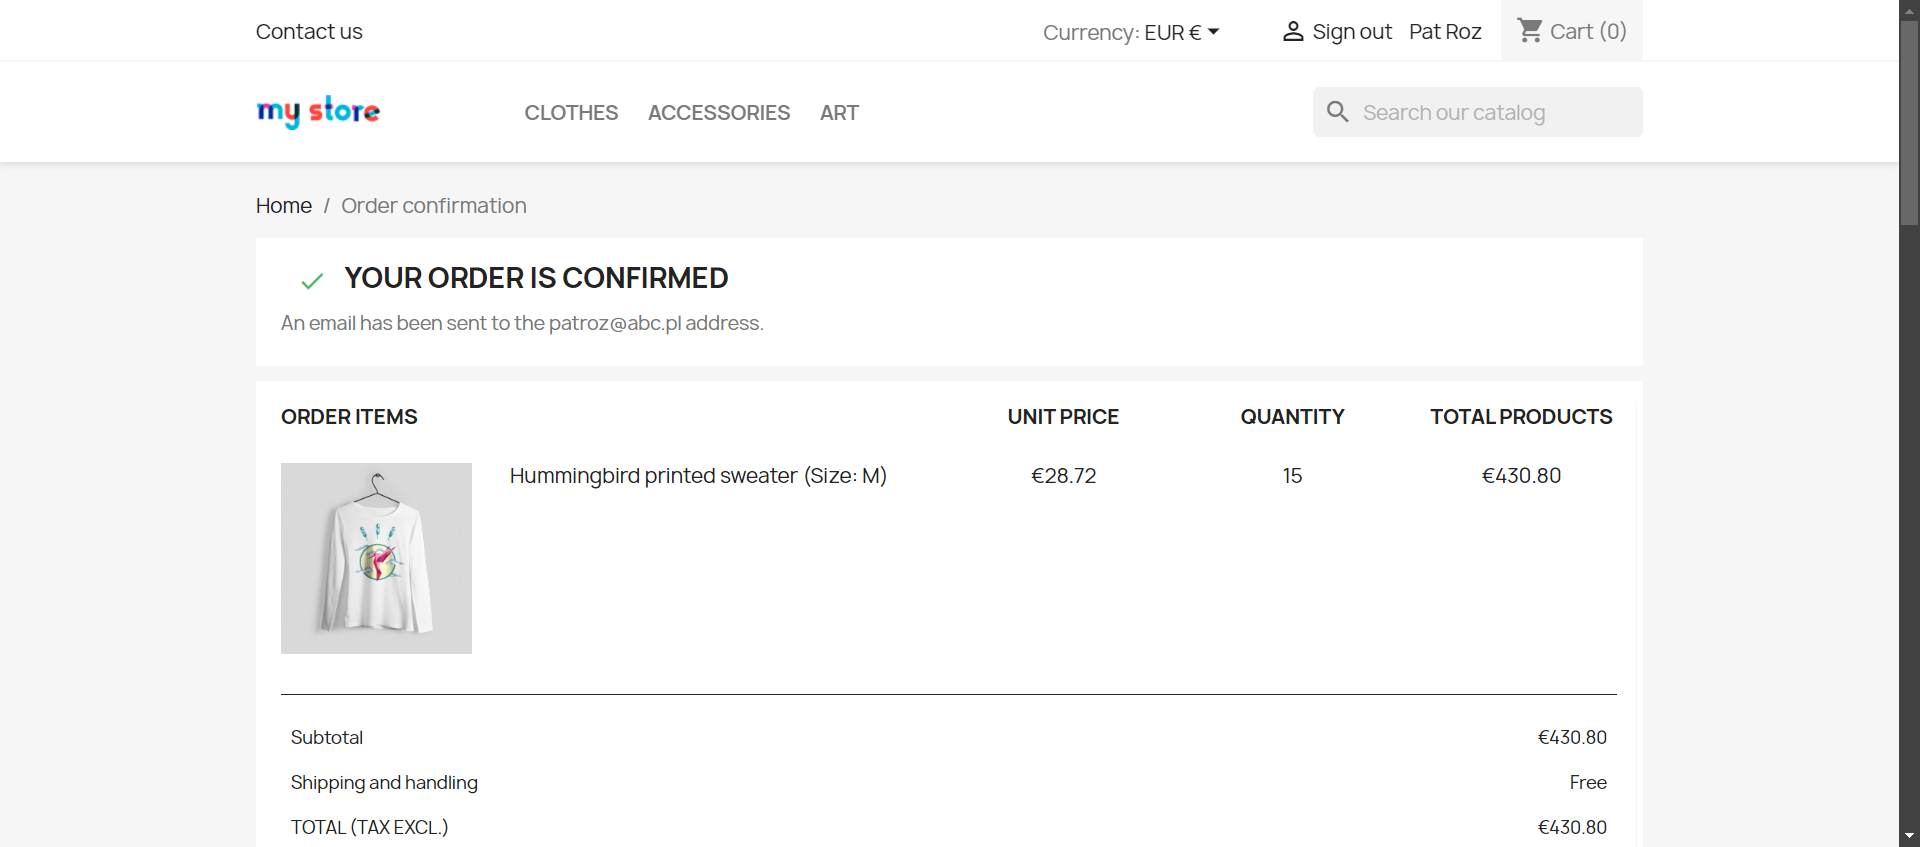 Contact us
Currency: EUR €
Sign out
Pat Roz
Cart (0)
my store
CLOTHES
ACCESSORIES
ART
Search our catalog
Home / Order confirmation
YOUR ORDER IS CONFIRMED
An email has been sent to the patroz@abc.pl address.
ORDER ITEMS UNIT PRICE QUANTITY TOTAL PRODUCTS
Hummingbird printed sweater (Size: M) €28.72 15 €430.80
Subtotal €430.80
Shipping and handling Free
TOTAL (TAX EXCL.) €430.80